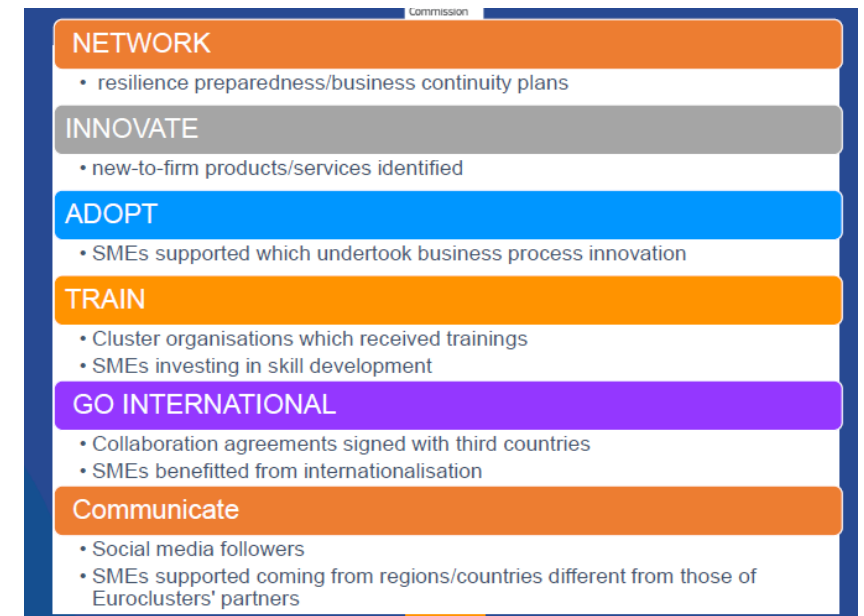 Commission
NETWORK
• resilience preparedness/business continuity plans
INNOVATE
• new-to-firm products/services identified
ADOPT
• SMEs supported which undertook business process innovation
TRAIN
• Cluster organisations which received trainings
• SMEs investing in skill development
GO INTERNATIONAL
• Collaboration agreements signed with third countries
• SMEs benefitted from internationalisation
Communicate
• Social media followers
• SMEs supported coming from regions/countries different from those of
Euroclusters' partners